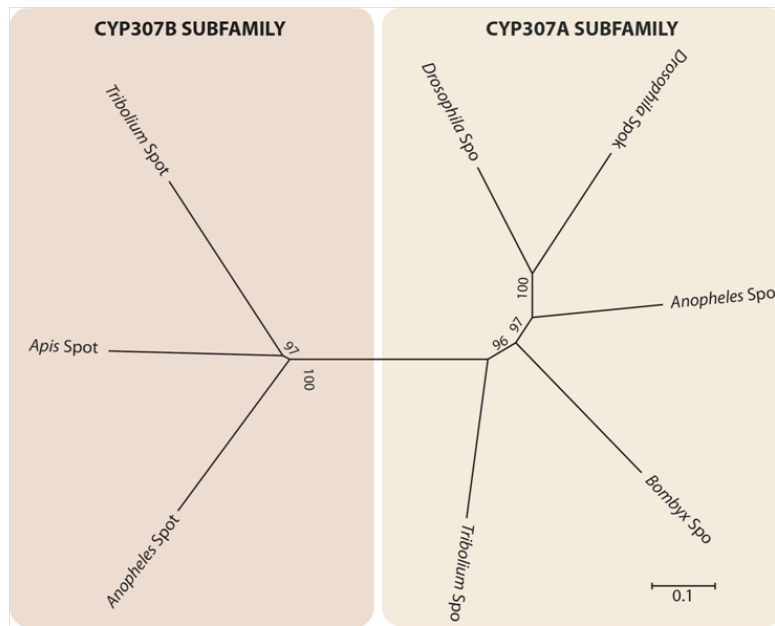 CYP307B SUBFAMILY
CYP307A SUBFAMILY
Tribolium Spot
Apis Spot
Anopheles Spot
97
100
Drosophila Spo
Drosophila Spok
100
Anopheles Spo
97
96
Bombyx Spo
Tribolium Spo
0.1